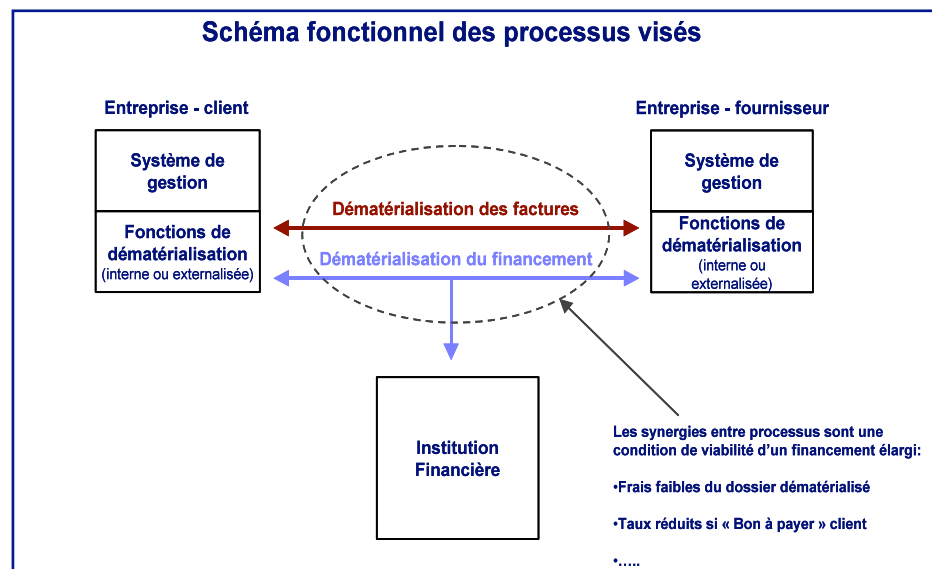 Schéma fonctionnel des processus visés
Entreprise - client
Entreprise - fournisseur
Système de
gestion
Fonctions de
dématérialisation
(interne ou externalisée)
Dématérialisation des factures
Dématérialisation du financement
Système de
gestion
Fonctions de
dématérialisation
(interne ou
externalisée)
Institution
Financière
Les synergies entre processus sont une
condition de viabilité d'un financement élargi:
•Frais faibles du dossier dématérialisé
•Taux réduits si « Bon à payer » client
•.....